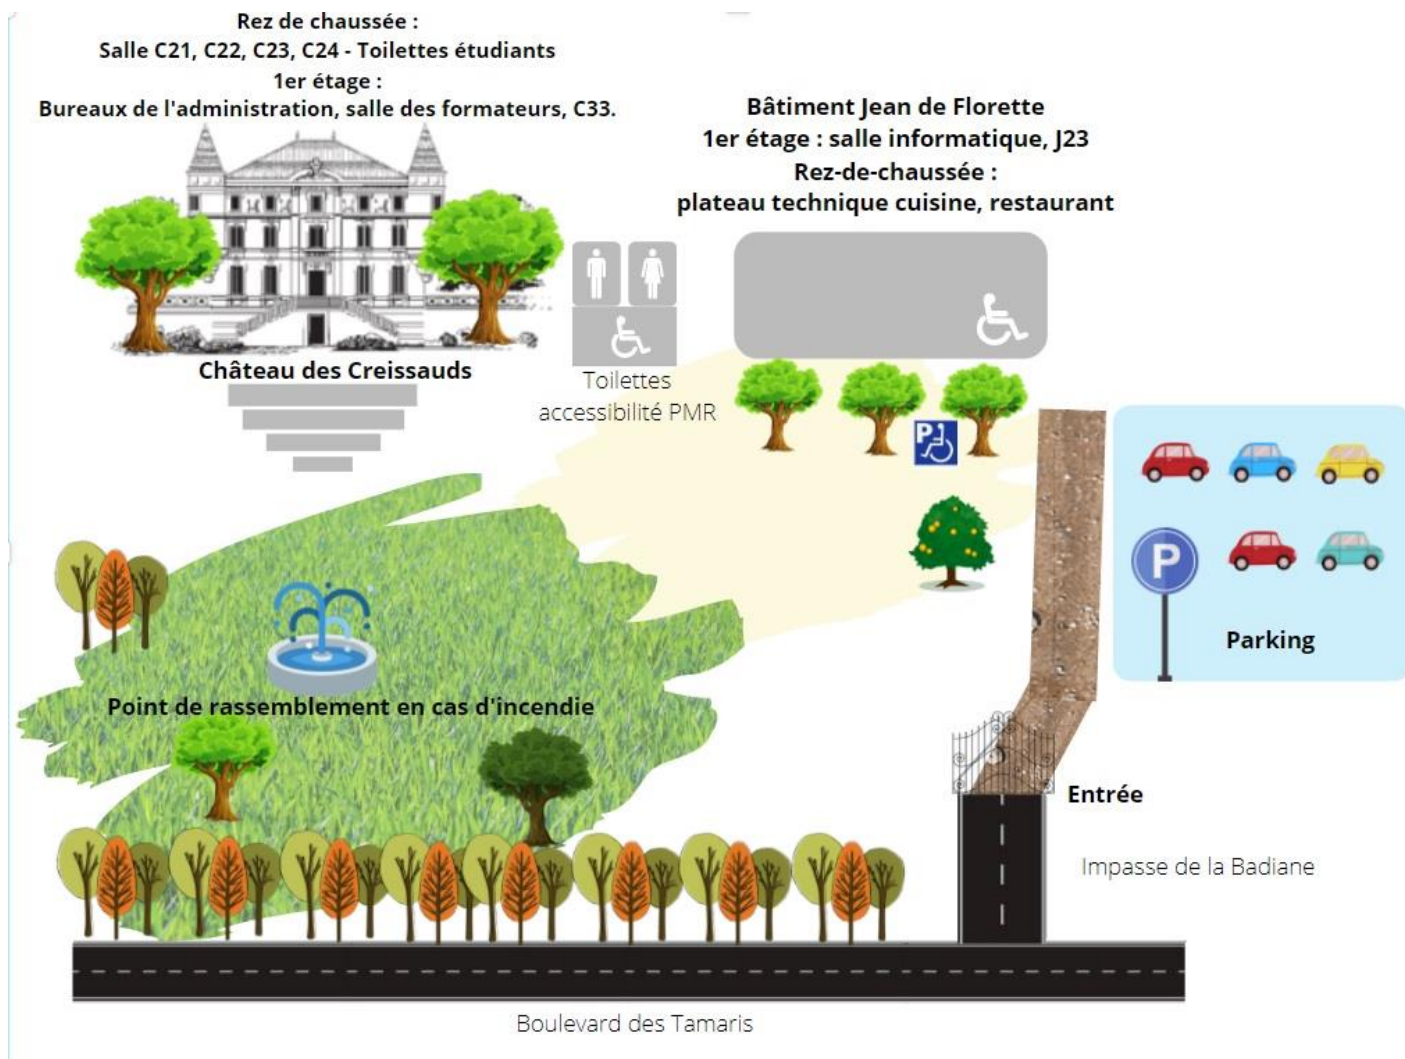 Rez de chaussée :
Salle C21, C22, C23, C24 - Toilettes étudiants
1er étage :
Bureaux de l'administration, salle des formateurs, C33.
Bâtiment Jean de Florette
1er étage : salle informatique, J23
Rez-de-chaussée :
plateau technique cuisine, restaurant
Château des Creissauds
Toilettes
accessibilité PMR
P
P
Parking
Point de rassemblement en cas d'incendie
Entrée
Impasse de la Badiane
Boulevard des Tamaris